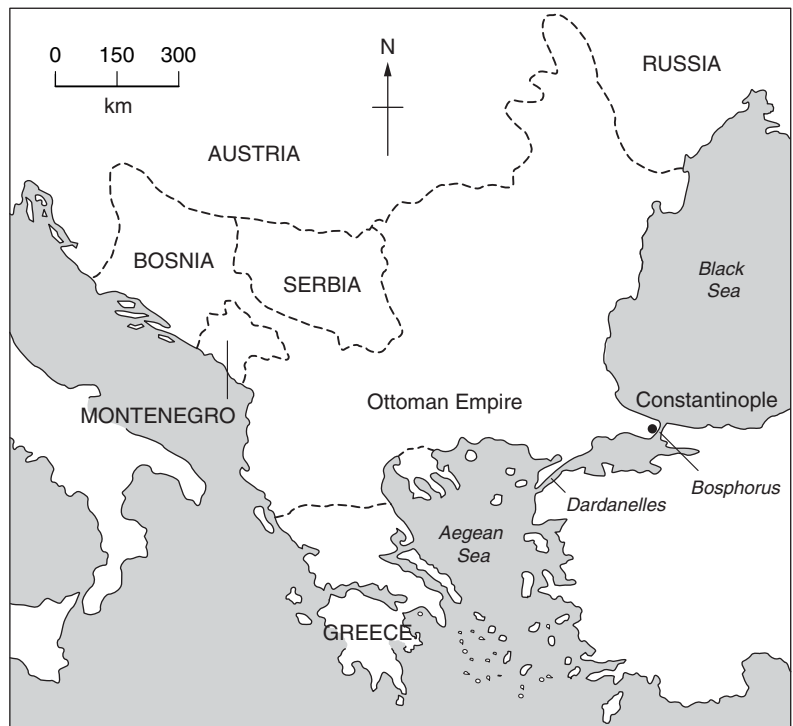 0 150 300
km
N
RUSSIA
AUSTRIA
BOSNIA
SERBIA
Black
Sea
MONTENEGRO
Ottoman Empire
Constantinople
Bosphorus
Dardanelles
Aegean
Sea
GREECE